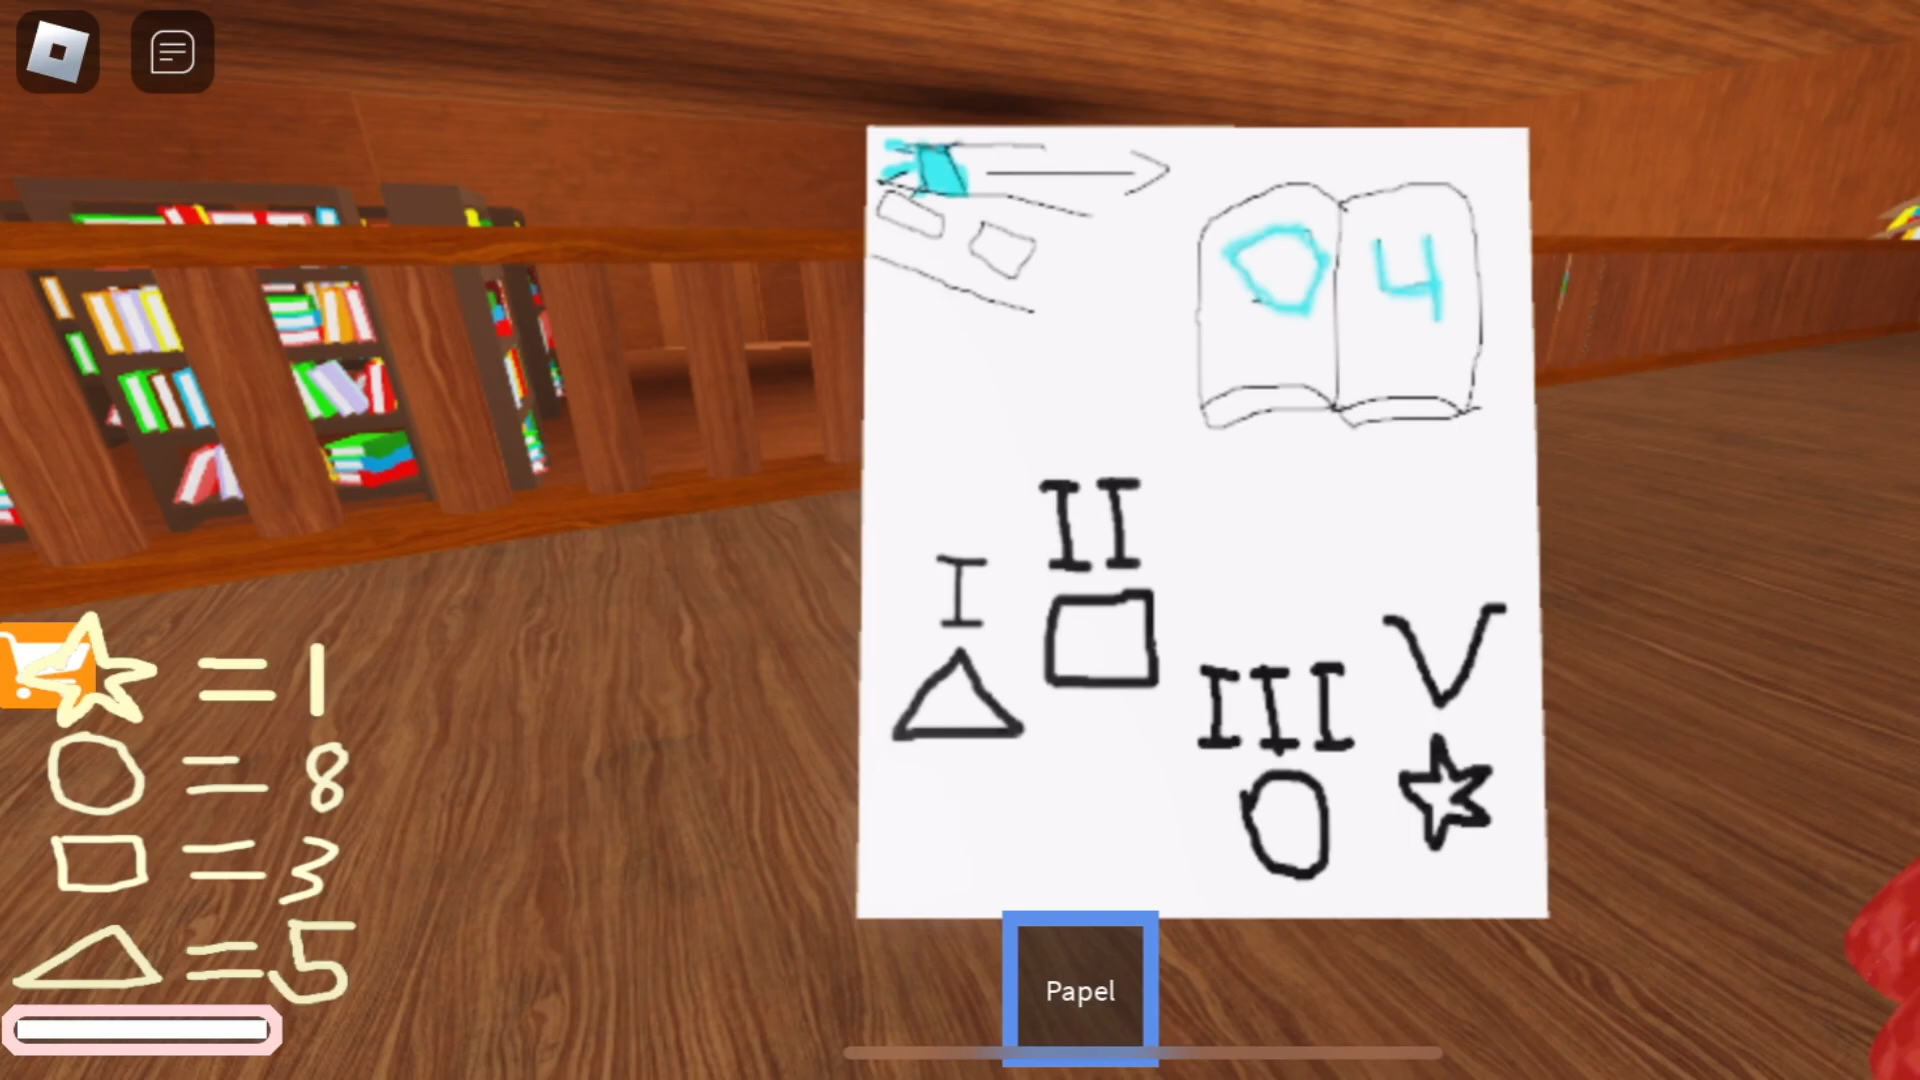 4
II
I
III
V
= 1
= 8
= 3
= 5
Papel